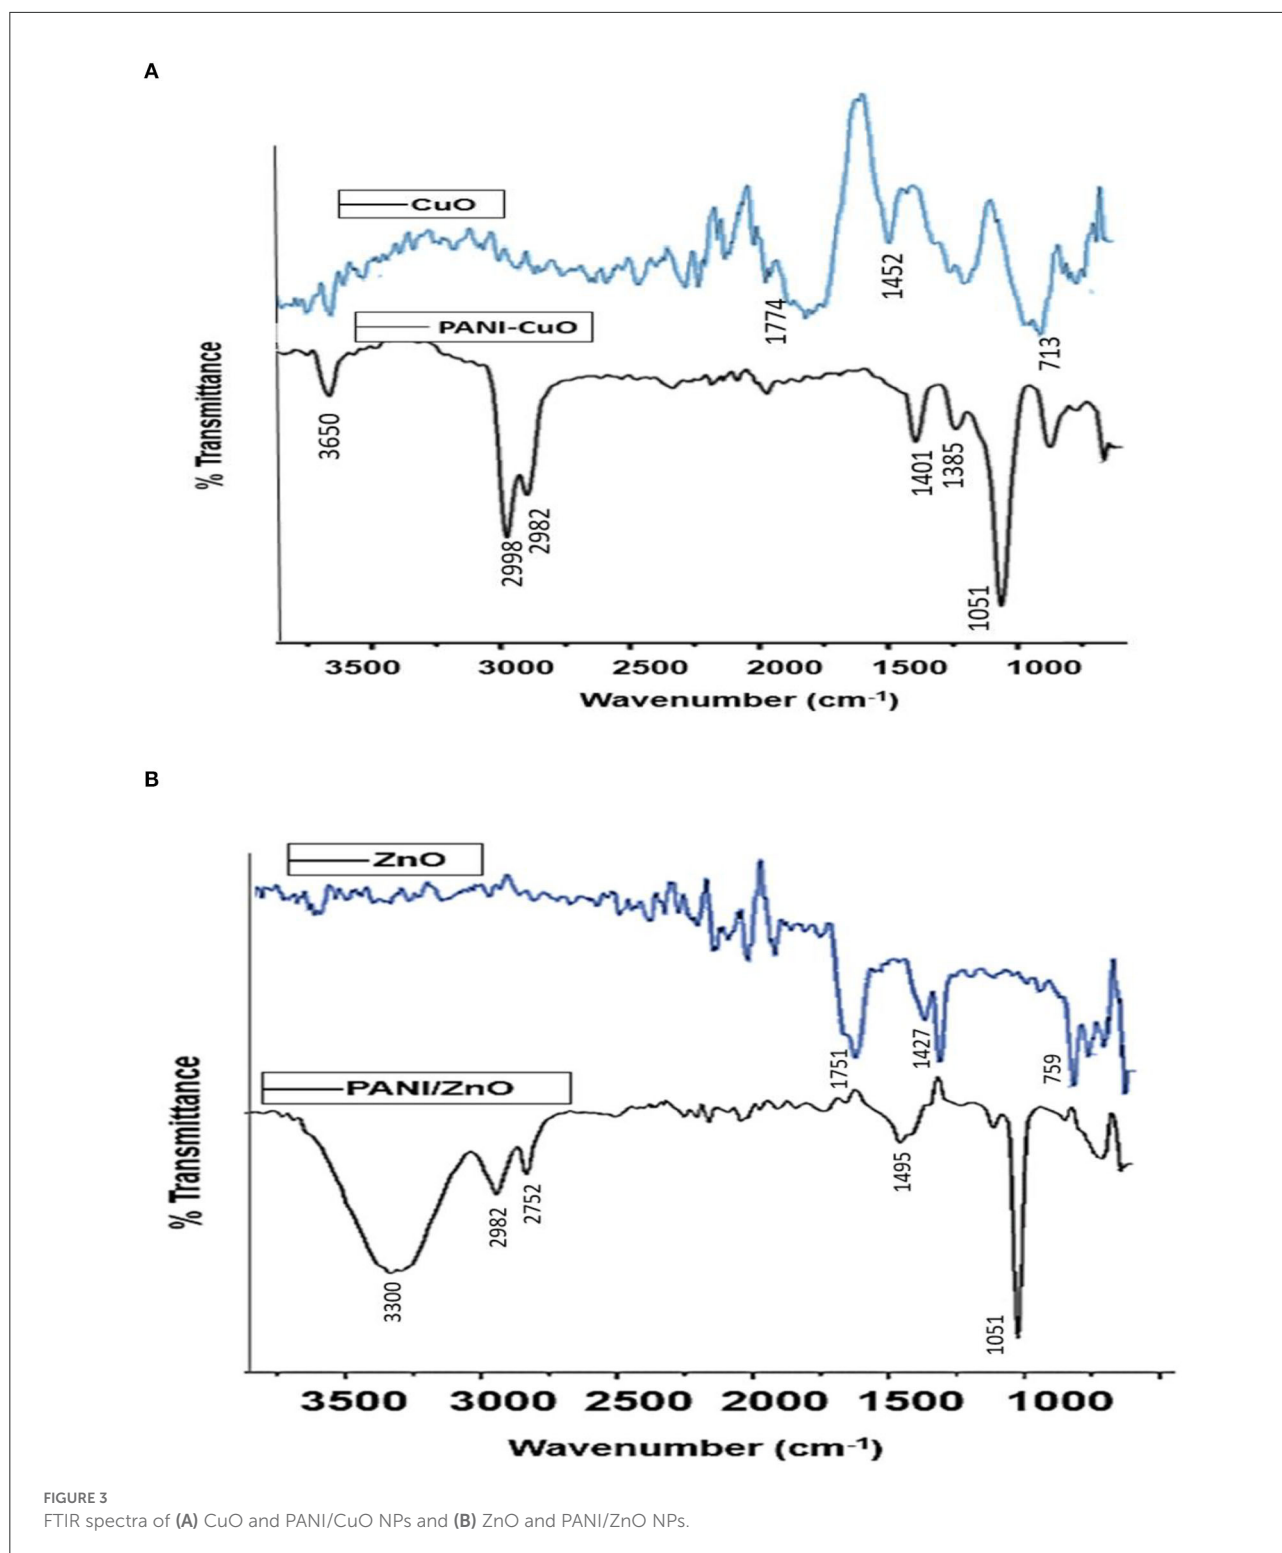 A
CuO
1452
1774
PANI-CuO
713
% Transmittance
3650
1401
1385
2998
2982
1051
3500 3000 2500 2000 1500 1000
Wavenumber (cm-1)
B
ZnO
1751
1427
759
PANI/ZnO
% Transmittance
1495
2982
2752
3300
1051
3500 3000 2500 2000 1500 1000
Wavenumber (cm-1)
FIGURE 3
FTIR spectra of (A) CuO and PANI/CuO NPs and (B) ZnO and PANI/ZnO NPs.